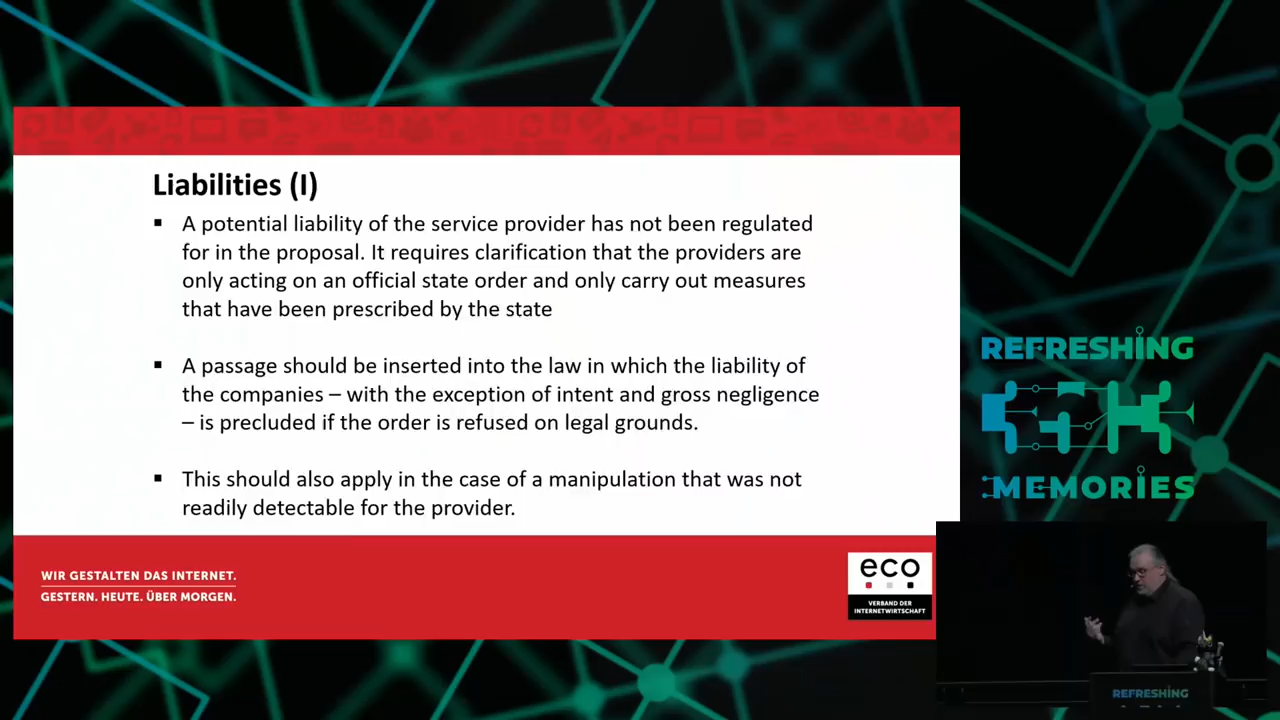 Liabilities (I)
▪ A potential liability of the service provider has not been regulated
for in the proposal. It requires clarification that the providers are
only acting on an official state order and only carry out measures
that have been prescribed by the state
▪ A passage should be inserted into the law in which the liability of
the companies – with the exception of intent and gross negligence
– is precluded if the order is refused on legal grounds.
▪ This should also apply in the case of a manipulation that was not
readily detectable for the provider.
WIR GESTALTEN DAS INTERNET.
GESTERN. HEUTE. ÜBER MORGEN.
eco
VERBAND DER
INTERNETWIRTSCHAFT
REFRESHING
MEMORIES
REFRESHING